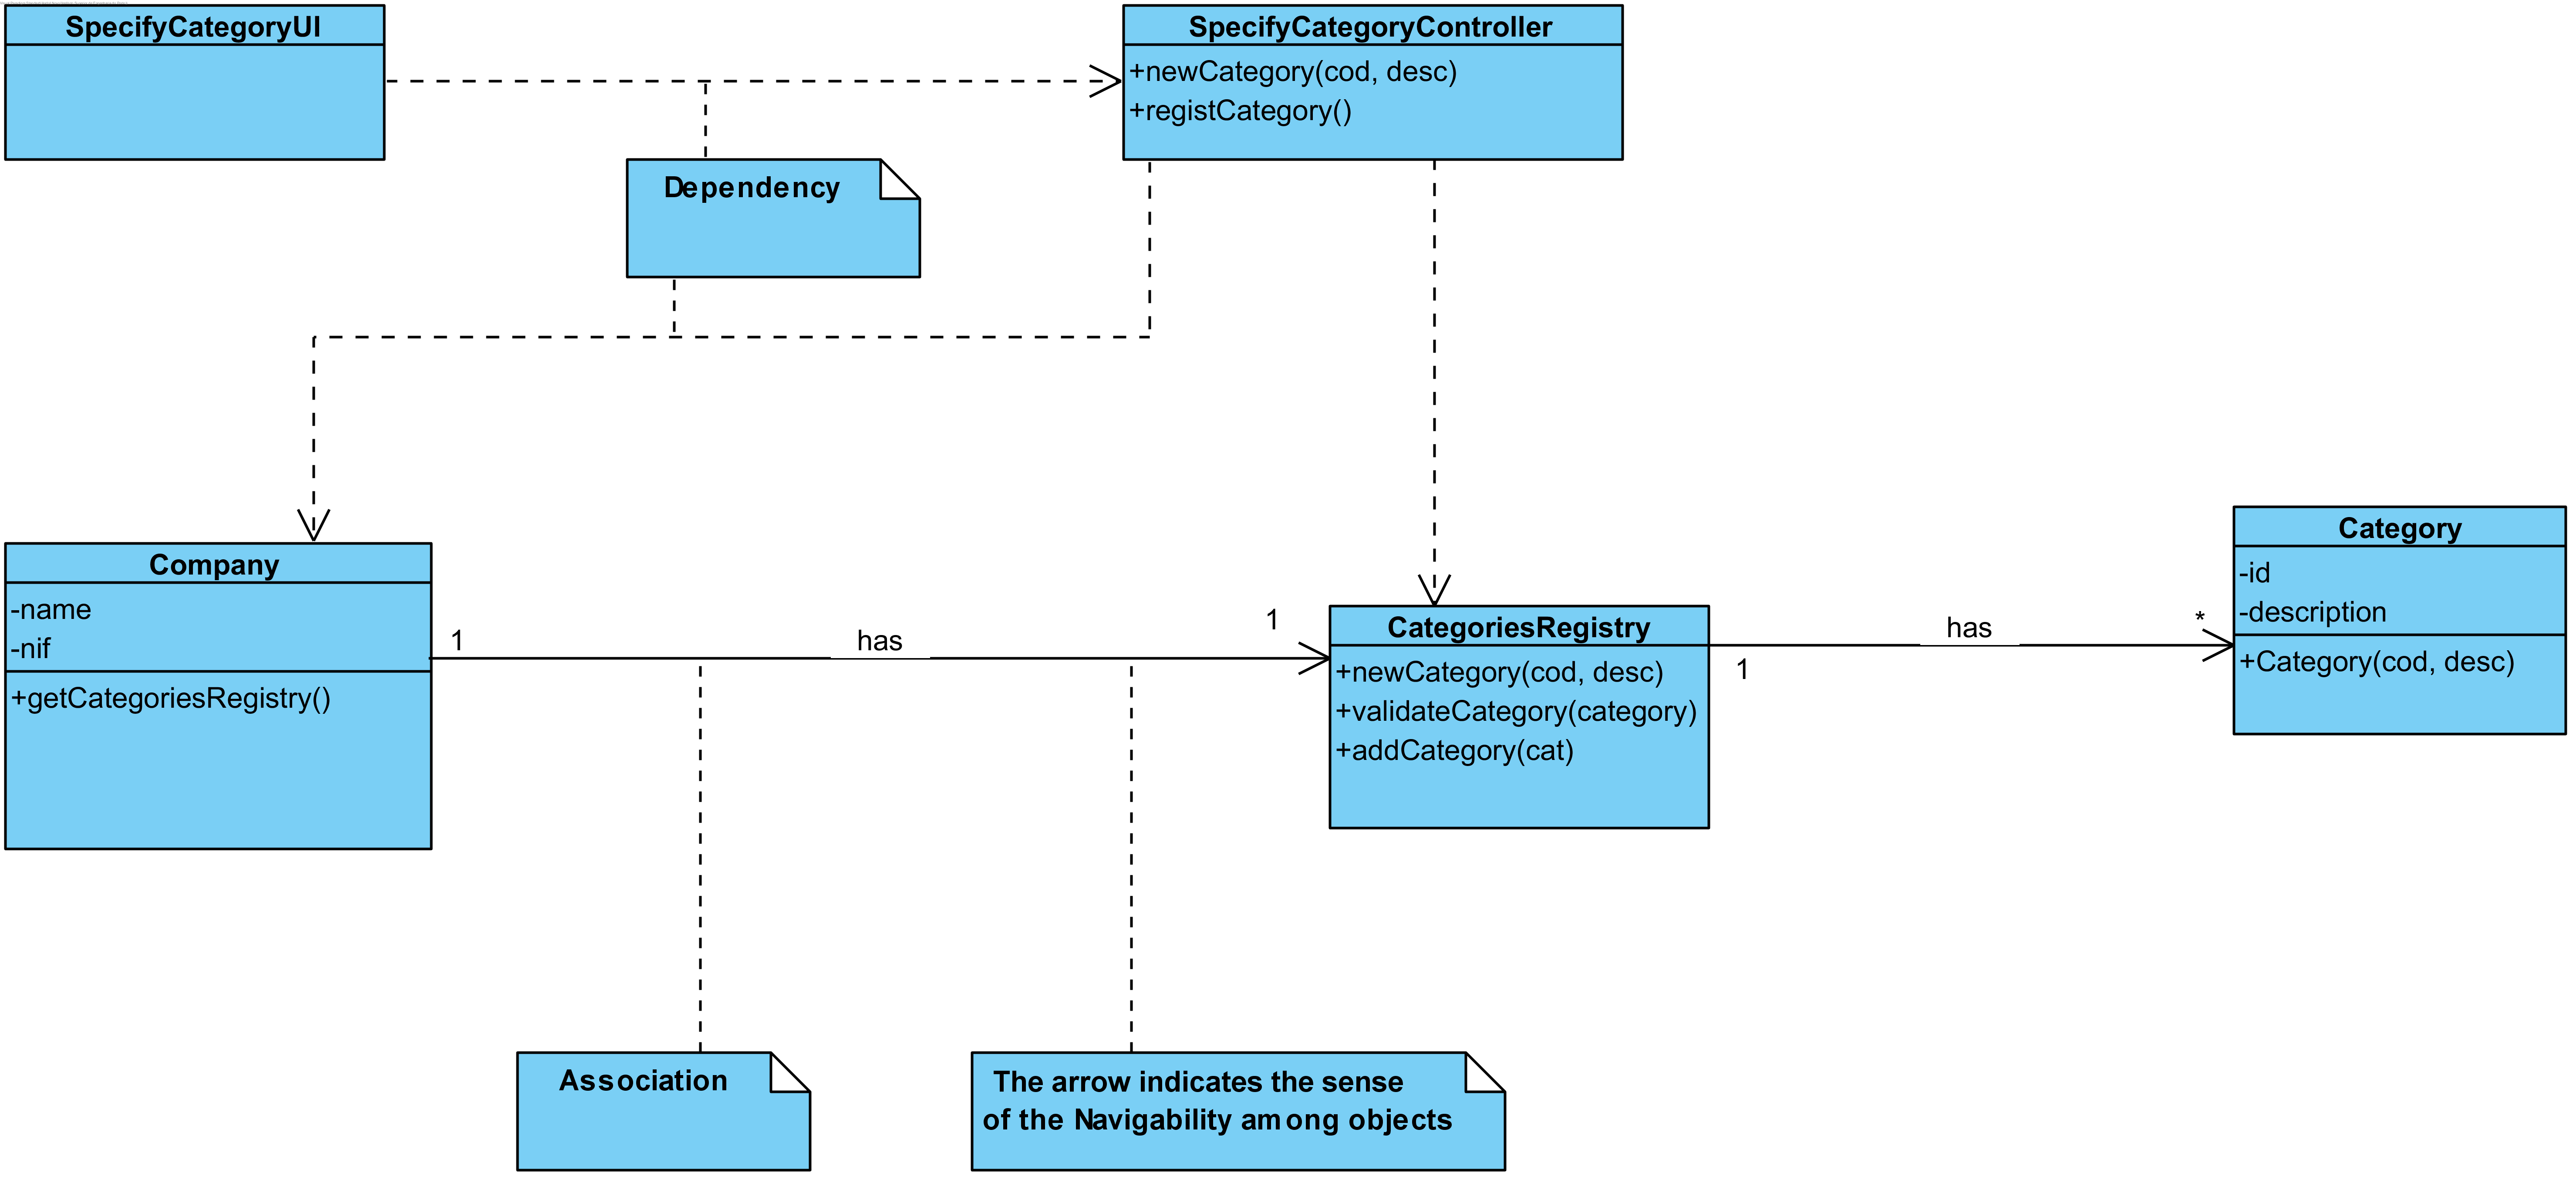 SpecifyCategoryUI
SpecifyCategoryController
+newCategory(cod, desc)
+registCategory()
Dependency
Company
-name
-nif
+getCategoriesRegistry()
1
has
1
CategoriesRegistry
+newCategory(cod, desc)
+validateCategory(category)
+addCategory(cat)
1
has
*
Category
-id
-description
+Category(cod, desc)
Association
The arrow indicates the sense
of the Navigability among objects